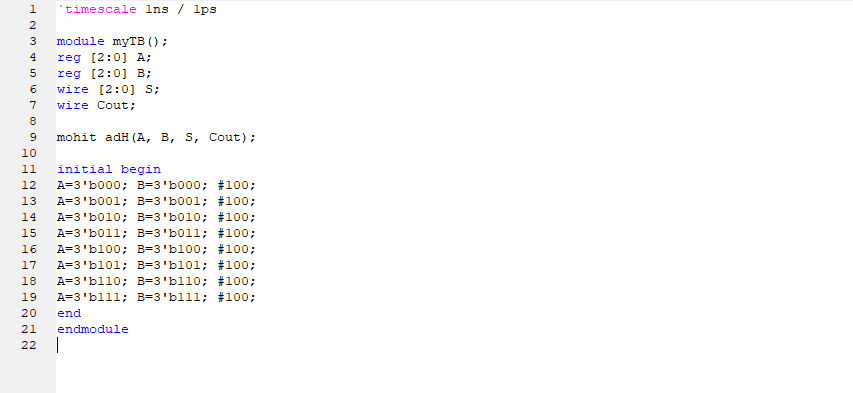 1 `timescale 1ns / 1ps
2
3 module myTB();
4 reg [2:0] A;
5 reg [2:0] B;
6 wire [2:0] S;
7 wire Cout;
8
9 mohit adH(A, B, S, Cout);
10
11 initial begin
12 A=3'b000; B=3'b000; #100;
13 A=3'b001; B=3'b001; #100;
14 A=3'b010; B=3'b010; #100;
15 A=3'b011; B=3'b011; #100;
16 A=3'b100; B=3'b100; #100;
17 A=3'b101; B=3'b101; #100;
18 A=3'b110; B=3'b110; #100;
19 A=3'b111; B=3'b111; #100;
20 end
21 endmodule
22